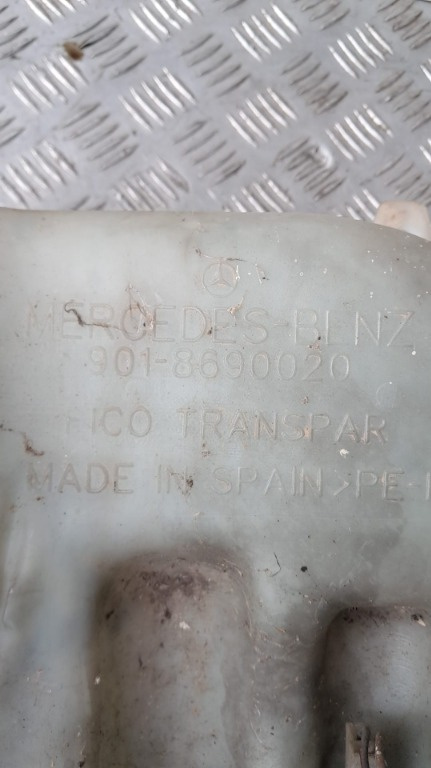 MERCEDES-BENZ
901-8690020
ICO TRANSPAR
MADE IN SPAIN >PE-